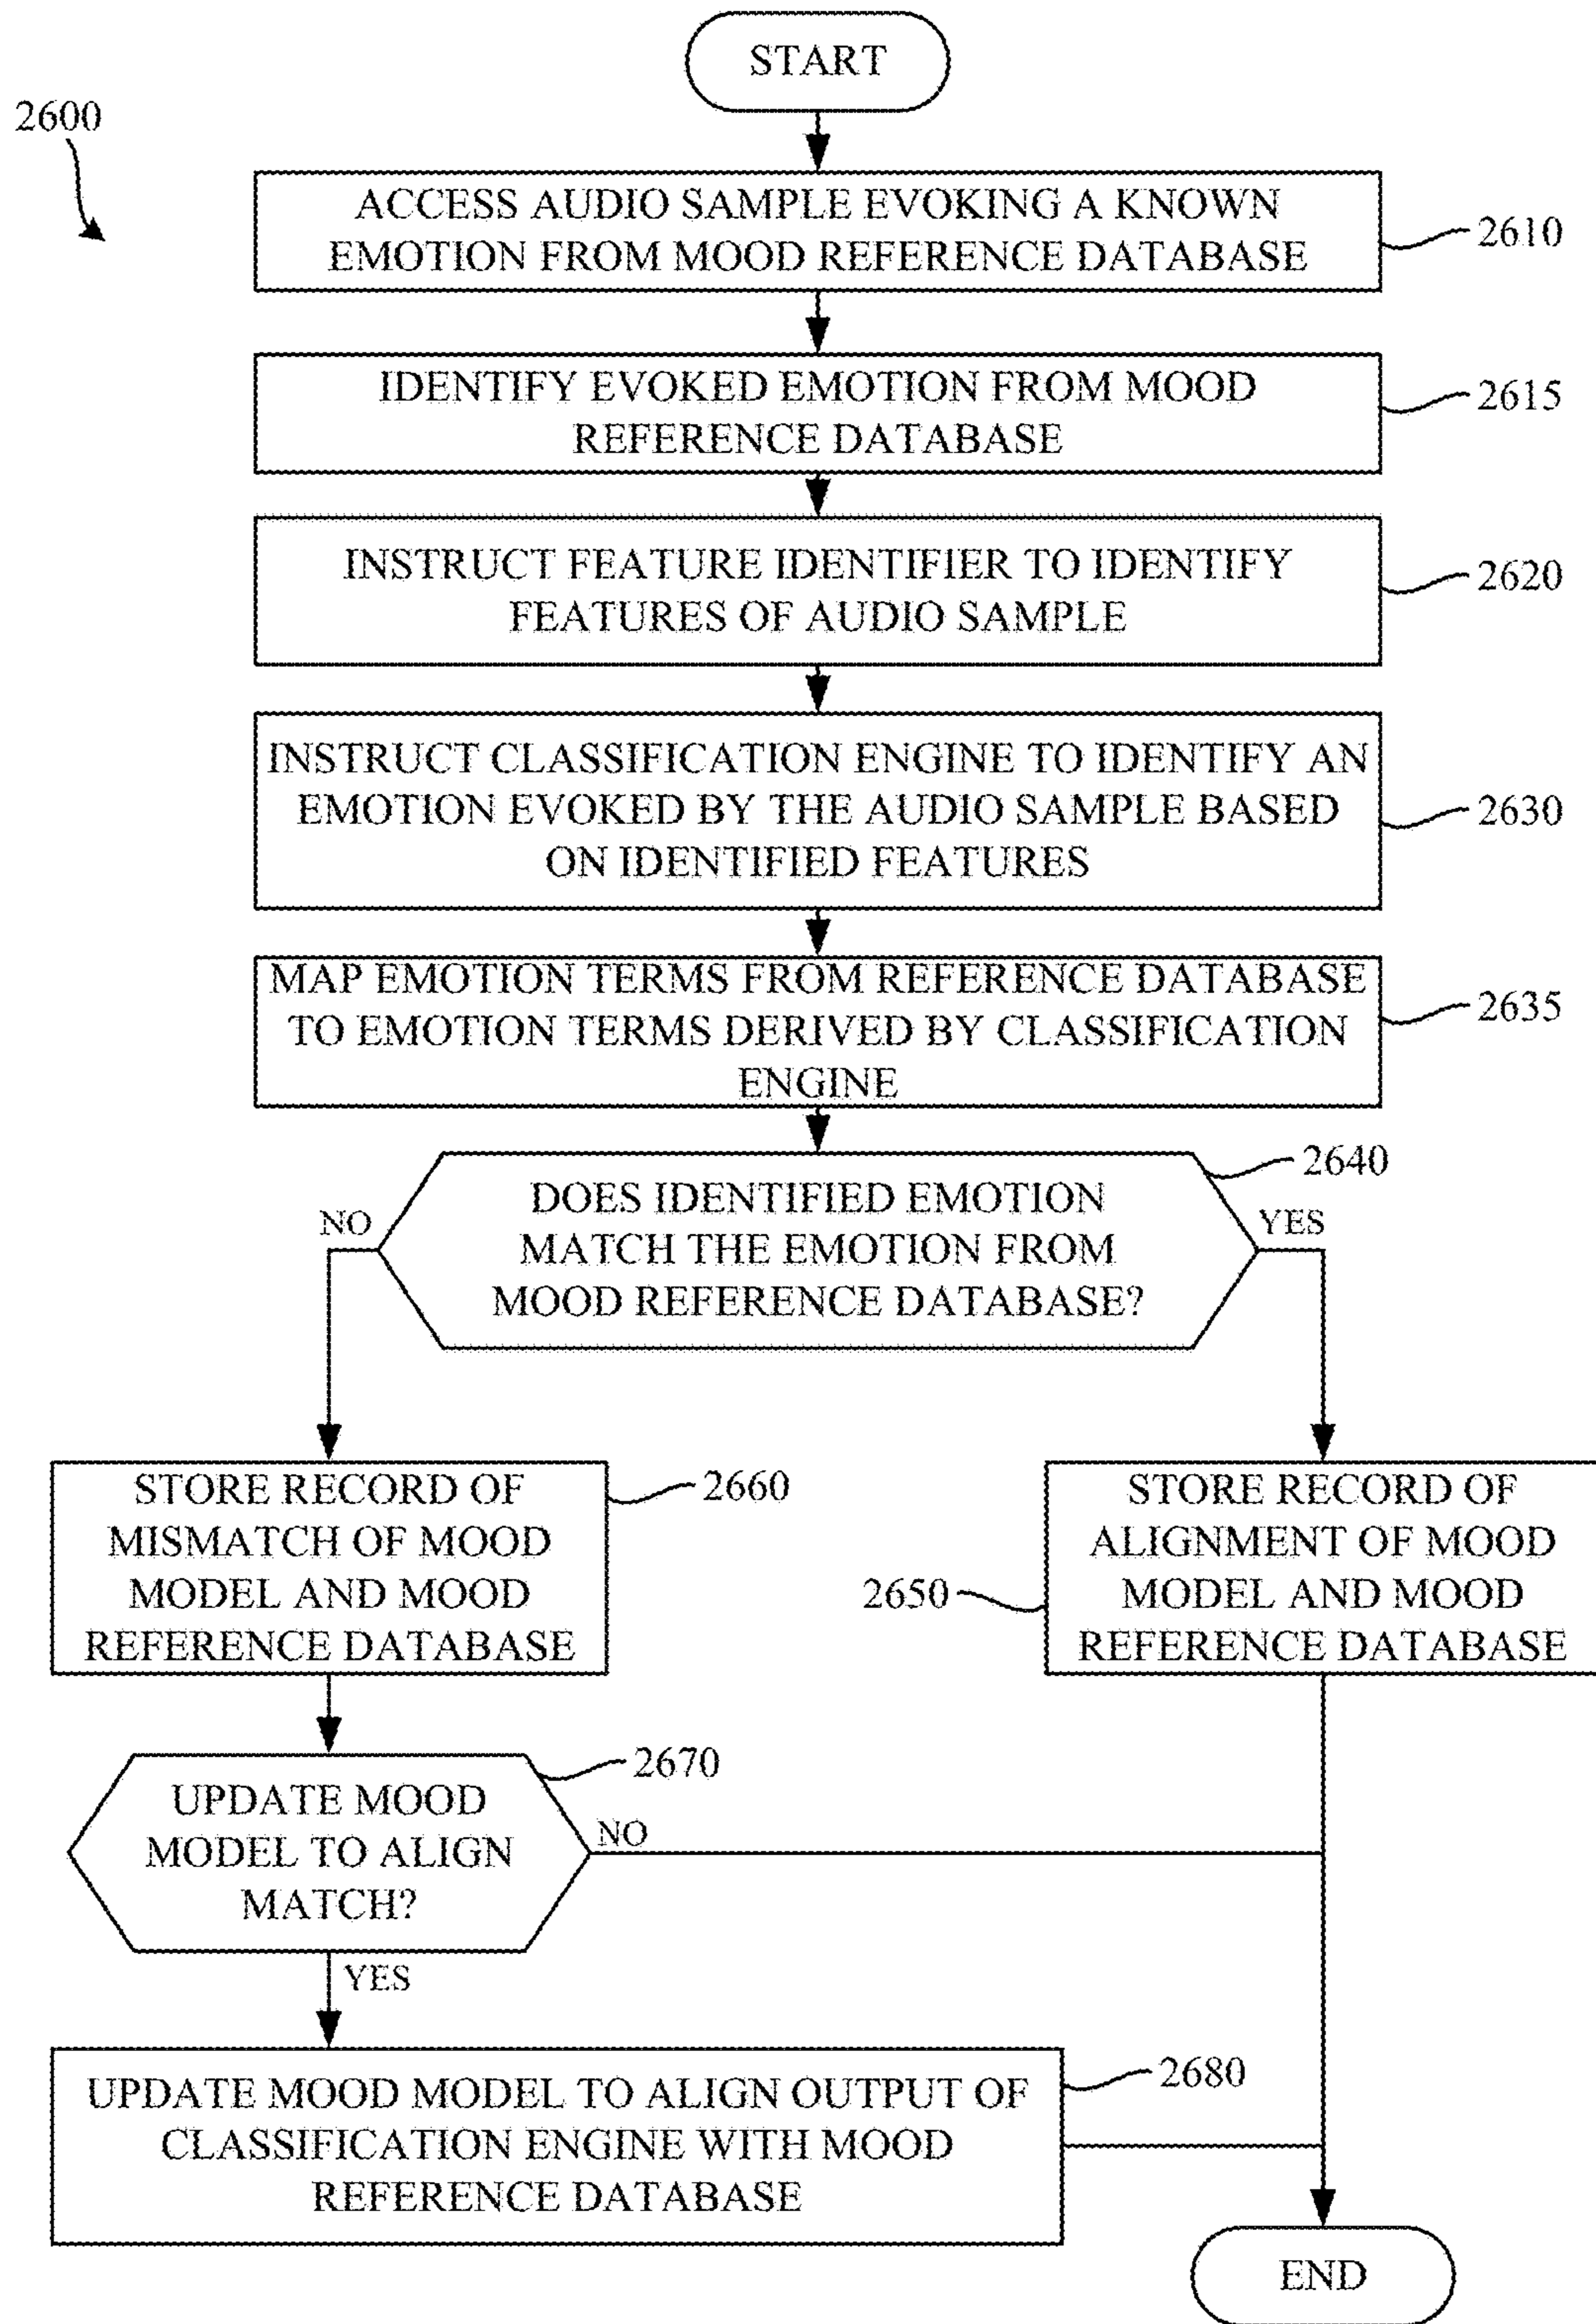 START
2600
ACCESS AUDIO SAMPLE EVOKING A KNOWN
EMOTION FROM MOOD REFERENCE DATABASE
2610
IDENTIFY EVOKED EMOTION FROM MOOD
REFERENCE DATABASE
2615
INSTRUCT FEATURE IDENTIFIER TO IDENTIFY
FEATURES OF AUDIO SAMPLE
2620
INSTRUCT CLASSIFICATION ENGINE TO IDENTIFY AN
EMOTION EVOKED BY THE AUDIO SAMPLE BASED
ON IDENTIFIED FEATURES
2630
MAP EMOTION TERMS FROM REFERENCE DATABASE
TO EMOTION TERMS DERIVED BY CLASSIFICATION
ENGINE
2635
DOES IDENTIFIED EMOTION
MATCH THE EMOTION FROM
MOOD REFERENCE DATABASE?
2640
NO
YES
STORE RECORD OF
MISMATCH OF MOOD
MODEL AND MOOD
REFERENCE DATABASE
2660
STORE RECORD OF
ALIGNMENT OF MOOD
MODEL AND MOOD
REFERENCE DATABASE
2650
UPDATE MOOD
MODEL TO ALIGN
MATCH?
2670
NO
YES
UPDATE MOOD MODEL TO ALIGN OUTPUT OF
CLASSIFICATION ENGINE WITH MOOD
REFERENCE DATABASE
2680
END